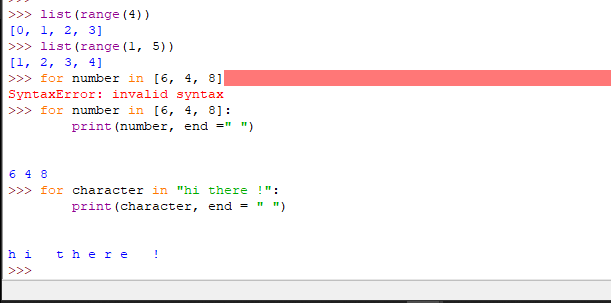 >>> list(range(4))
[0, 1, 2, 3]
>>> list(range(1, 5))
[1, 2, 3, 4]
>>> for number in [6, 4, 8]
SyntaxError: invalid syntax
>>> for number in [6, 4, 8]:
        print(number, end =" ")
6 4 8
>>> for character in "hi there !":
        print(character, end = " ")
h i   t h e r e   !
>>>